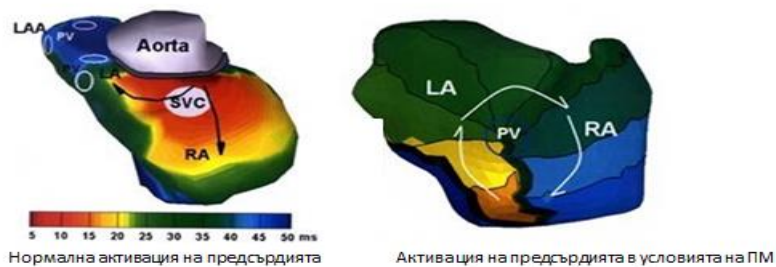 LAA
PV
Aorta
PV
LA
SVC
RA
5 10 15 20 25 30 35 40 45 50 ms
Нормална активация на предсърдията
LA
PV
RA
Активация на предсърдията в условията на ПМ